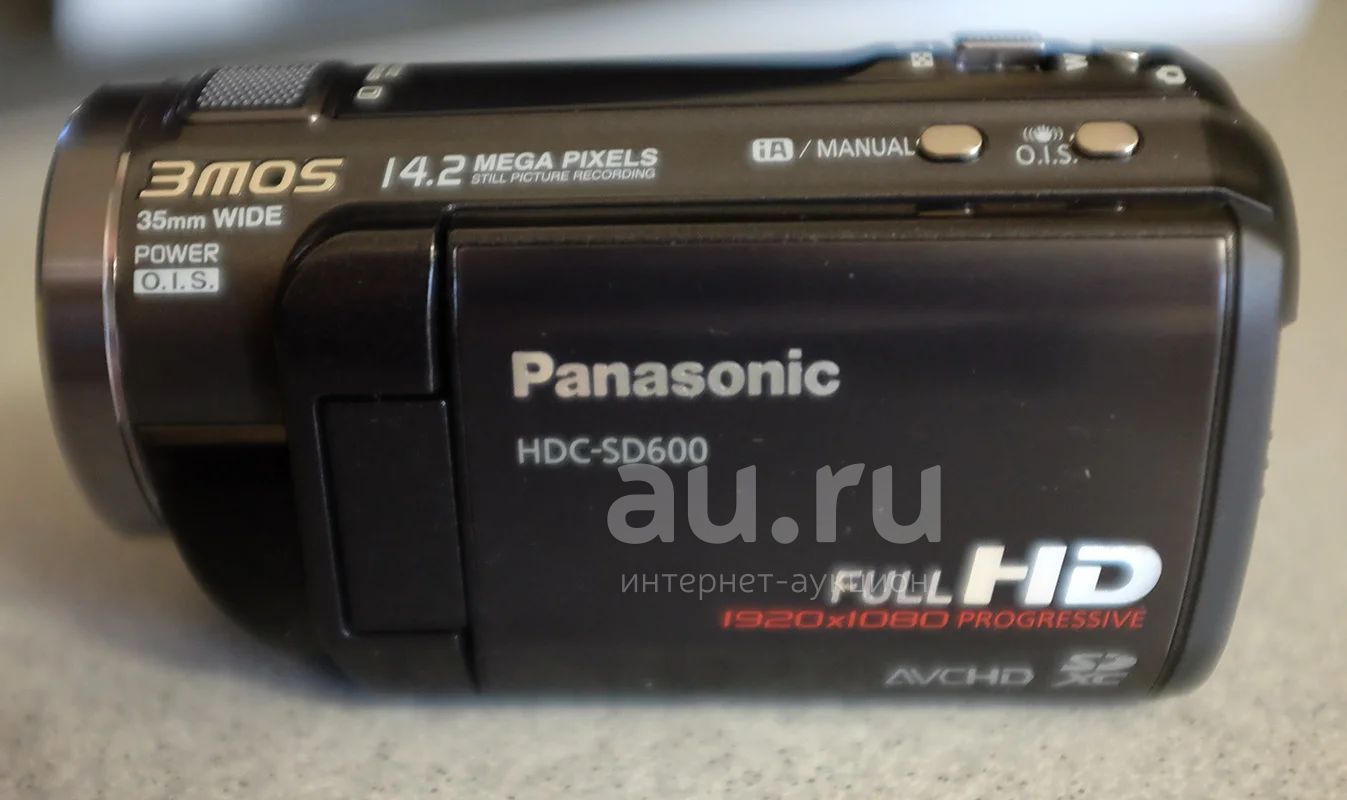 3MOS
14.2 MEGA PIXELS
STILL PICTURE RECORDING
iA / MANUAL
O.I.S.
35mm WIDE
POWER
O.I.S.
Panasonic
HDC-SD600
au.ru
интернет-аукцион
FULL HD
1920x1080 PROGRESSIVE
AVCHD
SD
XC
W